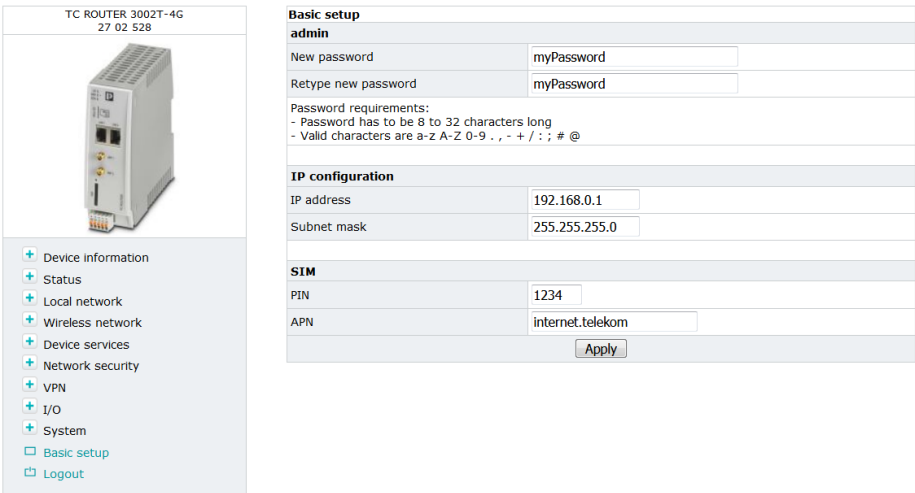 TC ROUTER 3002T-4G
27 02 528
Device information
Status
Local network
Wireless network
Device services
Network security
VPN
I/O
System
Basic setup
Logout
Basic setup
admin
New password myPassword
Retype new password myPassword
Password requirements:
- Password has to be 8 to 32 characters long
- Valid characters are a-z A-Z 0-9 . , - + / : ; # @
IP configuration
IP address 192.168.0.1
Subnet mask 255.255.255.0
SIM
PIN 1234
APN internet.telekom
Apply